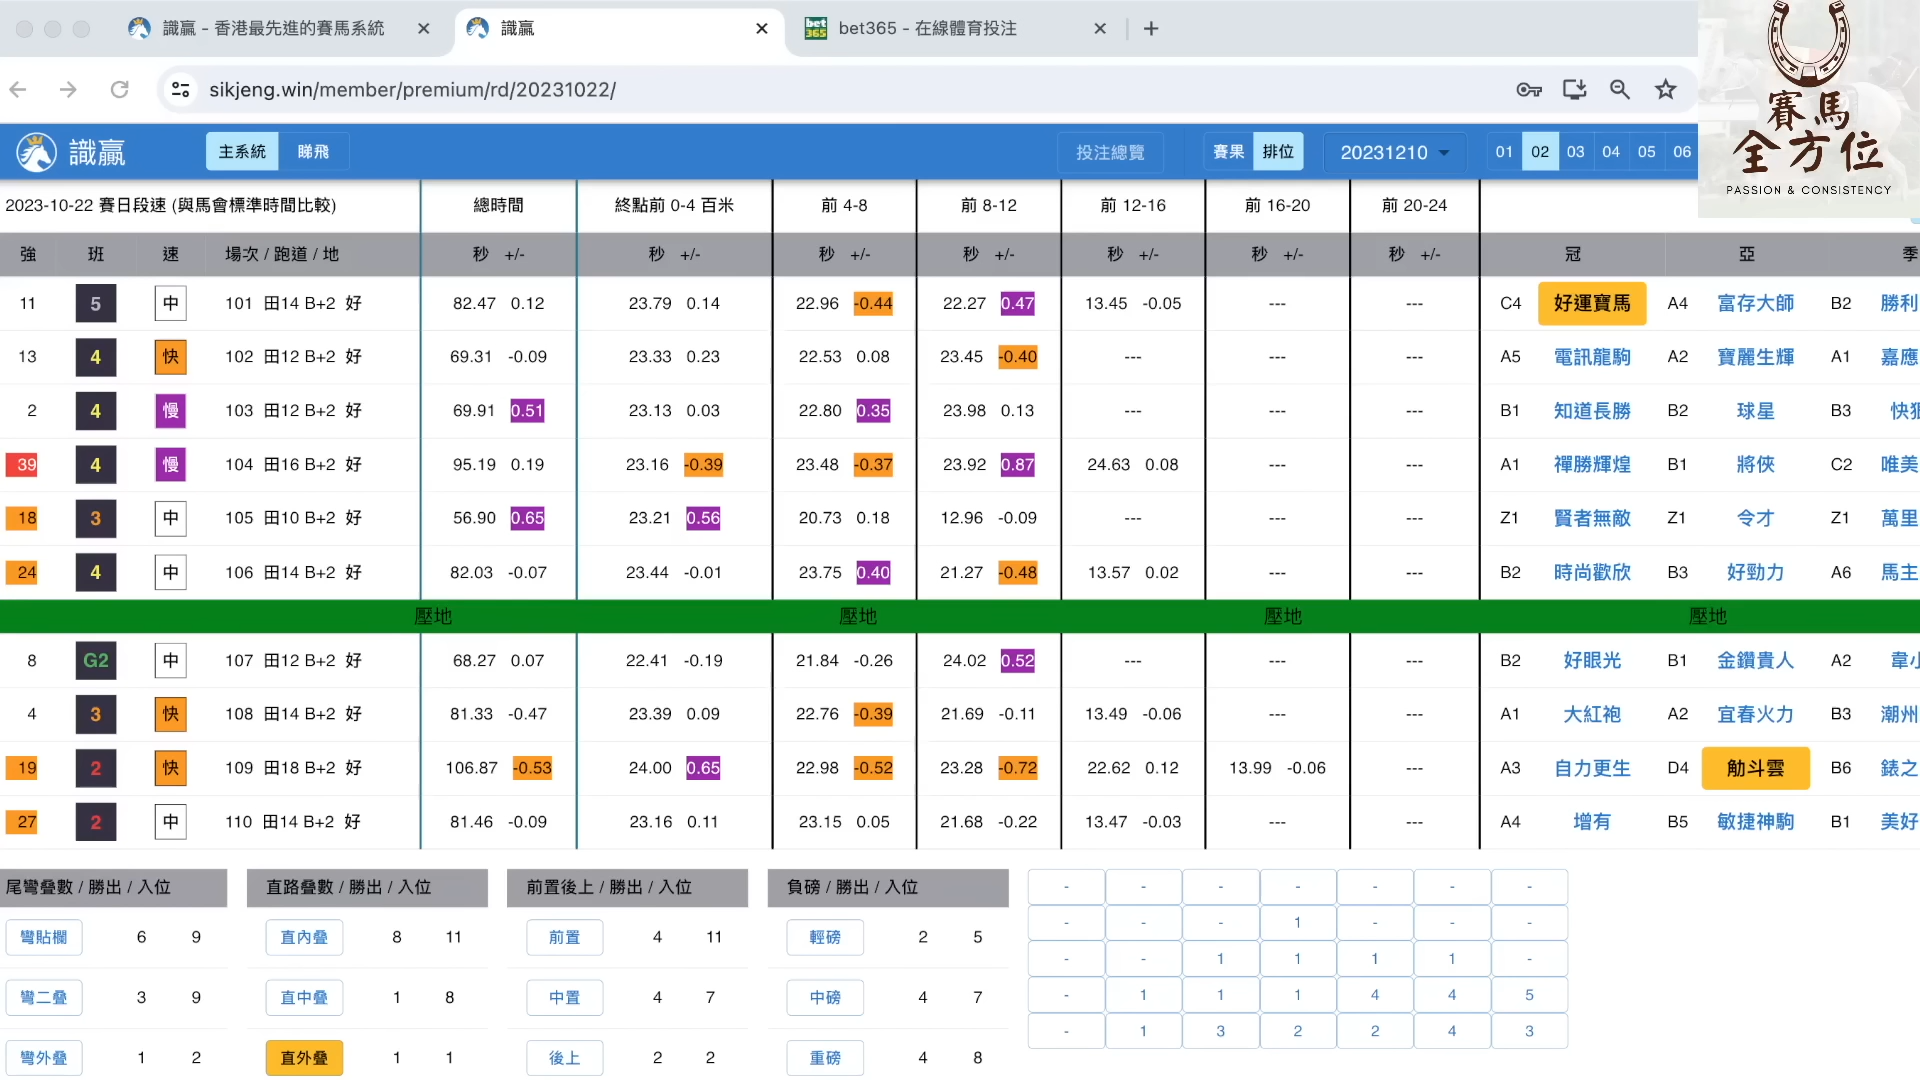 識贏 - 香港最先進的賽馬系統
識贏
bet365 - 在線體育投注
sikjeng.win/member/premium/rd/20231022/
賽馬
全方位
PASSION & CONSISTENCY
識贏 主系統 睇飛 投注總覽 賽果 排位 20231210 01 02 03 04 05 06
2023-10-22 賽日段速 (與馬會標準時間比較) 總時間 終點前 0-4 百米 前 4-8 前 8-12 前 12-16 前 16-20 前 20-24
強 班 速 場次 / 跑道 / 地 秒 +/- 秒 +/- 秒 +/- 秒 +/- 秒 +/- 秒 +/- 秒 +/- 冠 亞 季
11 5 中 101 田14 B+2 好 82.47 0.12 23.79 0.14 22.96 -0.44 22.27 0.47 13.45 -0.05 --- --- C4 好運寶馬 A4 富存大師 B2 勝利
13 4 快 102 田12 B+2 好 69.31 -0.09 23.33 0.23 22.53 0.08 23.45 -0.40 --- --- --- A5 電訊龍駒 A2 寶麗生輝 A1 嘉應
2 4 慢 103 田12 B+2 好 69.91 0.51 23.13 0.03 22.80 0.35 23.98 0.13 --- --- --- B1 知道長勝 B2 球星 B3 快狠
39 4 慢 104 田16 B+2 好 95.19 0.19 23.16 -0.39 23.48 -0.37 23.92 0.87 24.63 0.08 --- --- A1 禪勝輝煌 B1 將俠 C2 唯美
18 3 中 105 田10 B+2 好 56.90 0.65 23.21 0.56 20.73 0.18 12.96 -0.09 --- --- --- Z1 賢者無敵 Z1 令才 Z1 萬里
24 4 中 106 田14 B+2 好 82.03 -0.07 23.44 -0.01 23.75 0.40 21.27 -0.48 13.57 0.02 --- --- B2 時尚歡欣 B3 好勁力 A6 馬主
壓地 壓地 壓地 壓地
8 G2 中 107 田12 B+2 好 68.27 0.07 22.41 -0.19 21.84 -0.26 24.02 0.52 --- --- --- B2 好眼光 B1 金鑽貴人 A2 韋小
4 3 快 108 田14 B+2 好 81.33 -0.47 23.39 0.09 22.76 -0.39 21.69 -0.11 13.49 -0.06 --- --- A1 大紅袍 A2 宜春火力 B3 潮州
19 2 快 109 田18 B+2 好 106.87 -0.53 24.00 0.65 22.98 -0.52 23.28 -0.72 22.62 0.12 13.99 -0.06 --- A3 自力更生 D4 觔斗雲 B6 錶之
27 2 中 110 田14 B+2 好 81.46 -0.09 23.16 0.11 23.15 0.05 21.68 -0.22 13.47 -0.03 --- --- A4 增有 B5 敏捷神駒 B1 美好
尾彎叠數 / 勝出 / 入位 直路叠數 / 勝出 / 入位 前置後上 / 勝出 / 入位 負磅 / 勝出 / 入位 - - - - - - -
- - - 1 - - -
彎貼欄 6 9 直內叠 8 11 前置 4 11 輕磅 2 5
- - 1 1 1 1 -
彎二叠 3 9 直中叠 1 8 中置 4 7 中磅 4 7 - 1 1 1 4 4 5
- 1 3 2 2 4 3
彎外叠 1 2 直外叠 1 1 後上 2 2 重磅 4 8